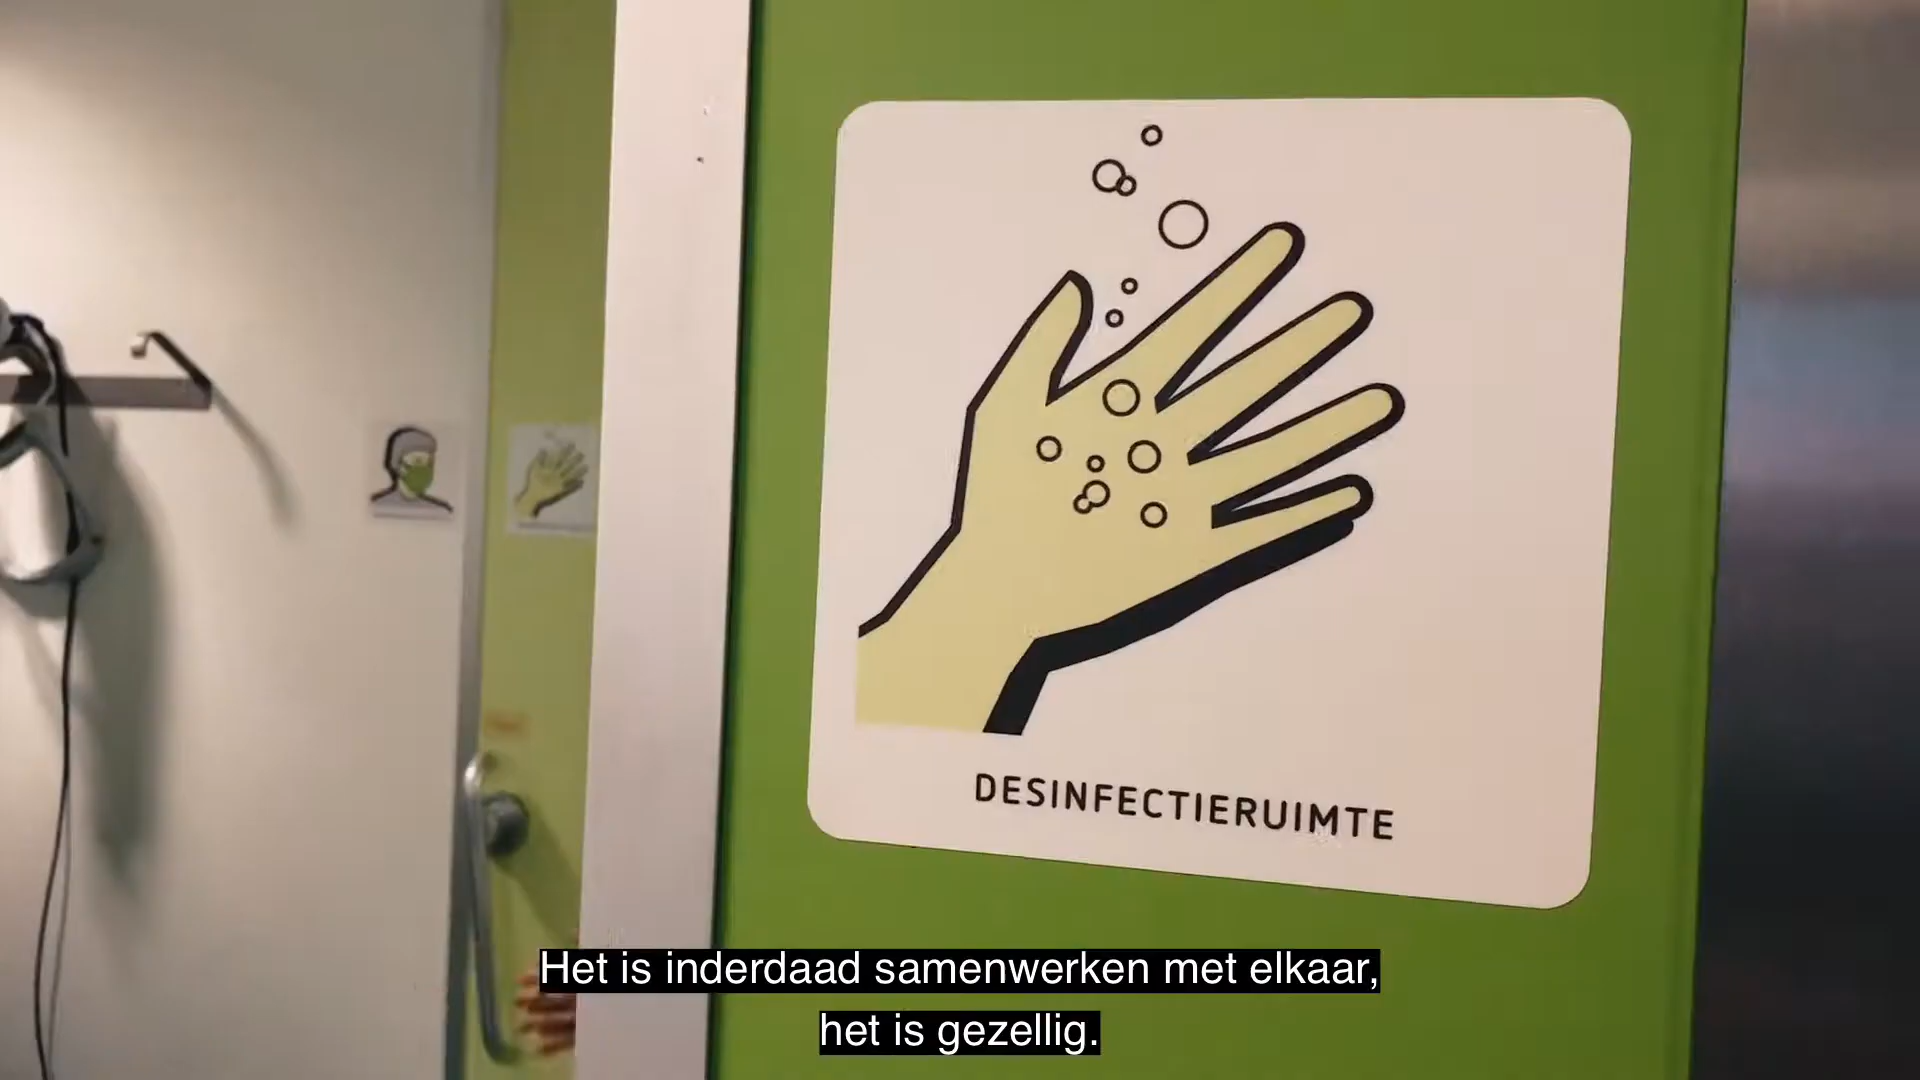 DESINFECTIERUIMTE
Het is inderdaad samenwerken met elkaar,
het is gezellig.